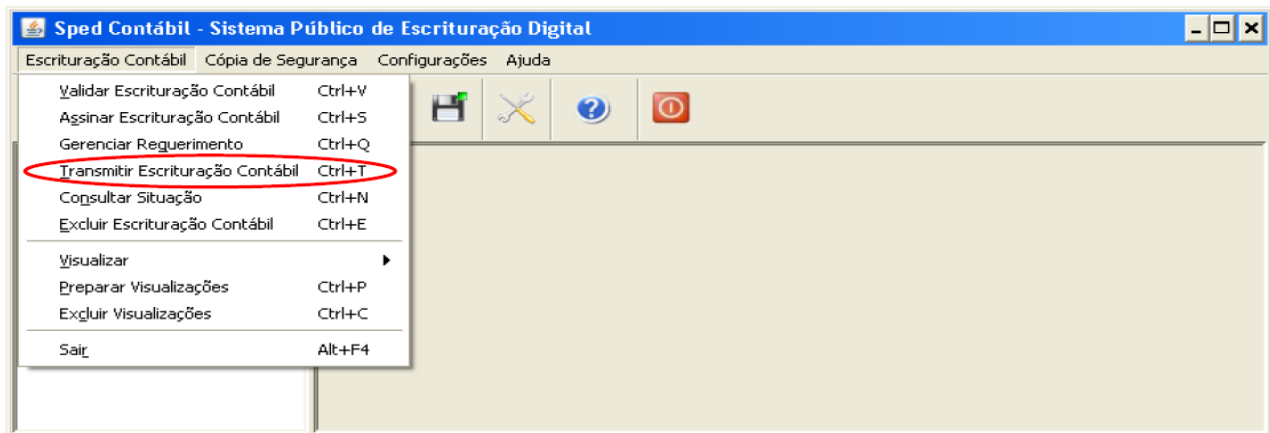 Sped Contábil - Sistema Público de Escrituração Digital
Escrituração Contábil Cópia de Segurança Configurações Ajuda
Validar Escrituração Contábil Ctrl+V
Assinar Escrituração Contábil Ctrl+S
Gerenciar Requerimento Ctrl+Q
Transmitir Escrituração Contábil Ctrl+T
Consultar Situação Ctrl+N
Excluir Escrituração Contábil Ctrl+E
Visualizar
Preparar Visualizações Ctrl+P
Excluir Visualizações Ctrl+C
Sair Alt+F4